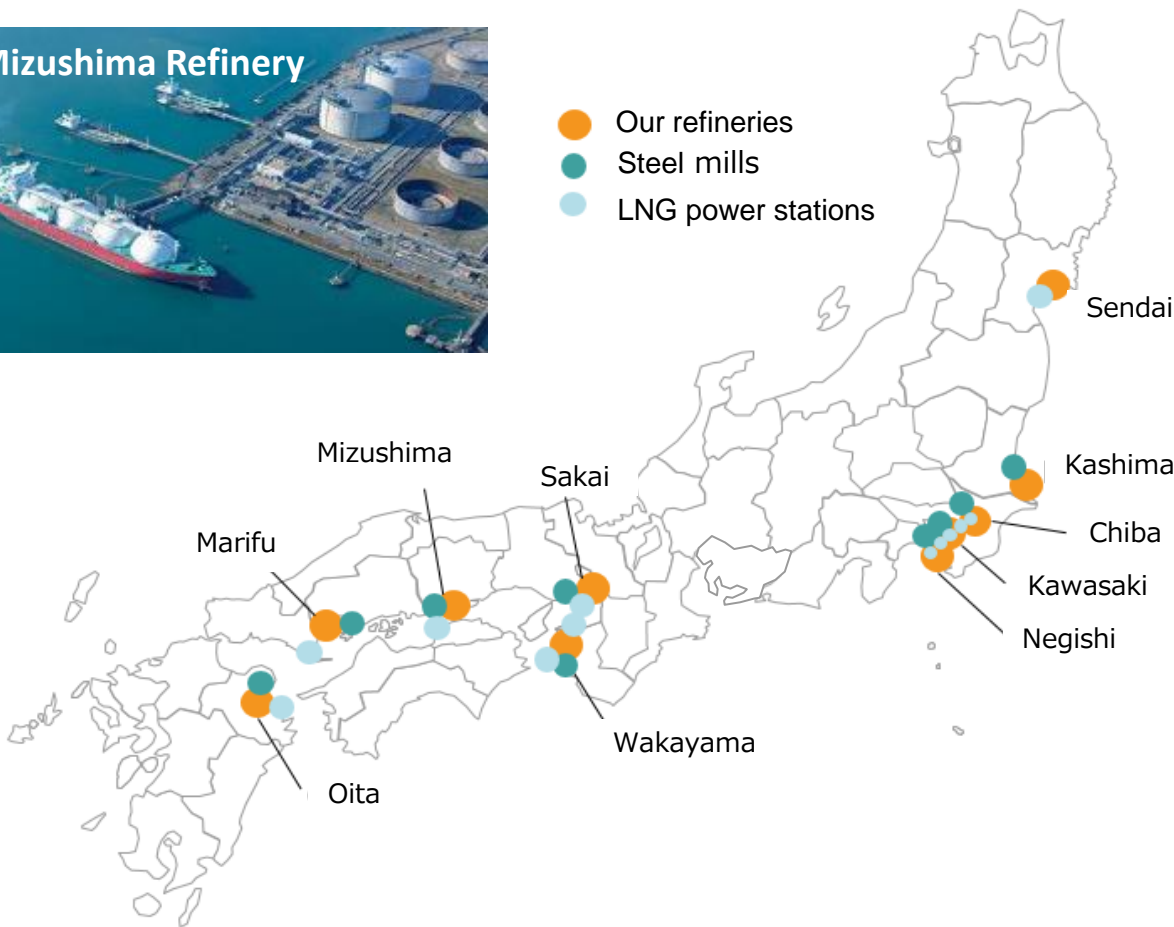 Mizushima Refinery
Our refineries
Steel mills
LNG power stations
Sendai
Mizushima
Sakai
Kashima
Marifu
Chiba
Kawasaki
Negishi
Wakayama
Oita